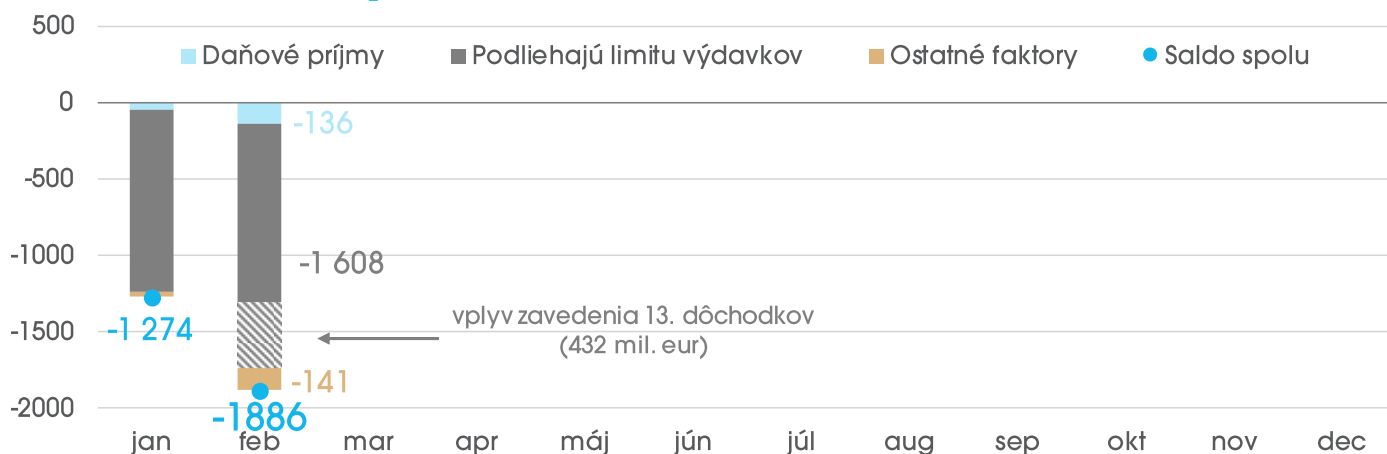 500
Daňové príjmy Podliehajú limitu výdavkov Ostatné faktory Saldo spolu
0
-136
-500
-1000
-1 608
vplyv zavedenia 13. dôchodkov
(432 mil. eur)
-1 274
-1500
-141
-1886
-2000
jan feb mar apr máj jún júl aug sep okt nov dec